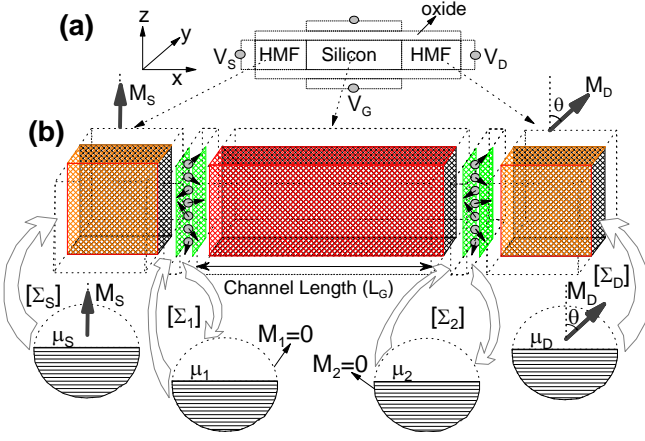 (a)
z
y
x
oxide
V_S
HMF
Silicon
HMF
V_D
V_G
M_S
θ
M_D
(b)
Channel Length (L_G)
[Σ_S]
M_S
μ_S
[Σ_1]
M_1=0
μ_1
[Σ_2]
M_2=0
μ_2
[Σ_D]
M_D
θ
μ_D